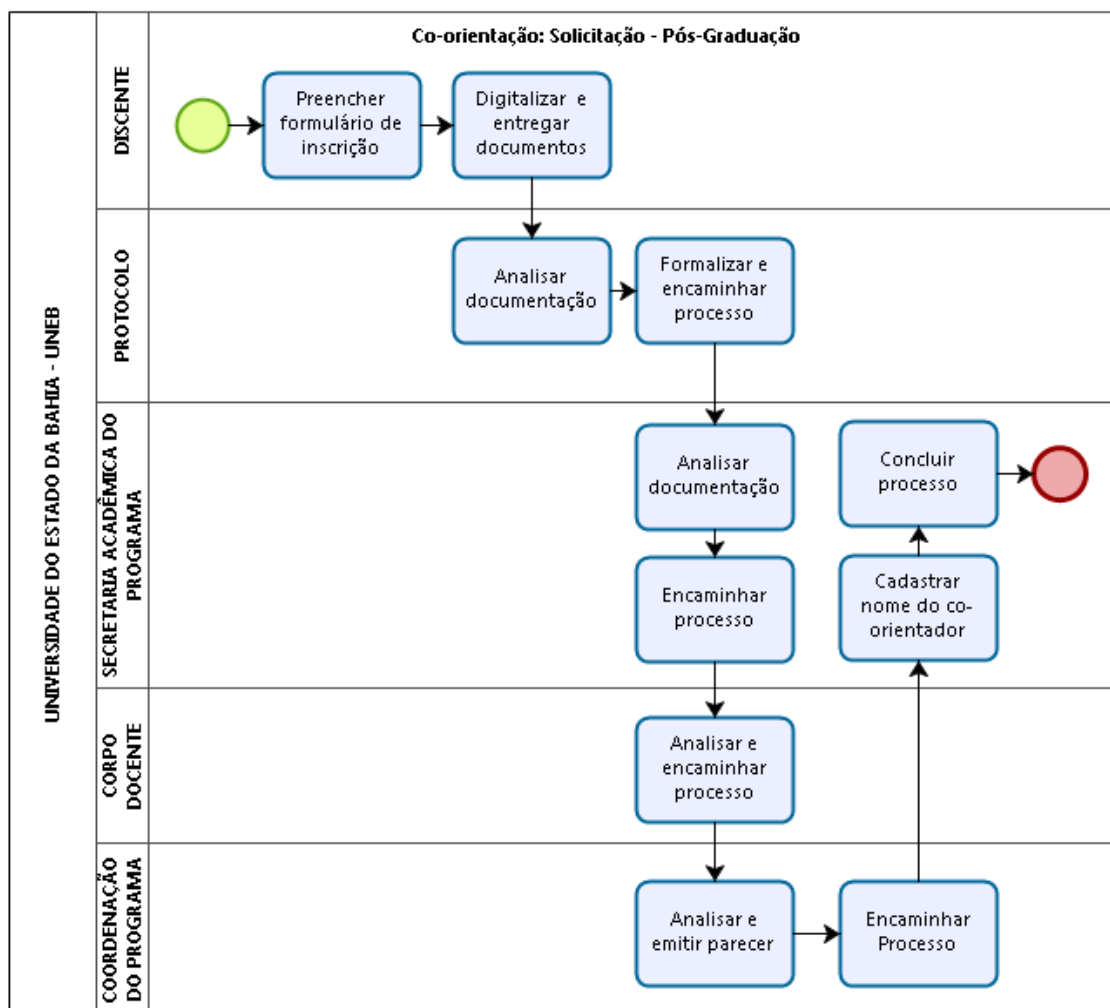 Co-orientação: Solicitação - Pós-Graduação
UNIVERSIDADE DO ESTADO DA BAHIA - UNEB
DISCENTE
Preencher
formulário de
inscrição
Digitalizar e
entregar
documentos
PROTOCOLO
Analisar
documentação
Formalizar e
encaminhar
processo
SECRETARIA ACADÊMICA DO
PROGRAMA
Analisar
documentação
Encaminhar
processo
Concluir
processo
Cadastrar
nome do co-
orientador
CORPO
DOCENTE
Analisar e
encaminhar
processo
COORDENAÇÃO
DO PROGRAMA
Analisar e
emitir parecer
Encaminhar
Processo